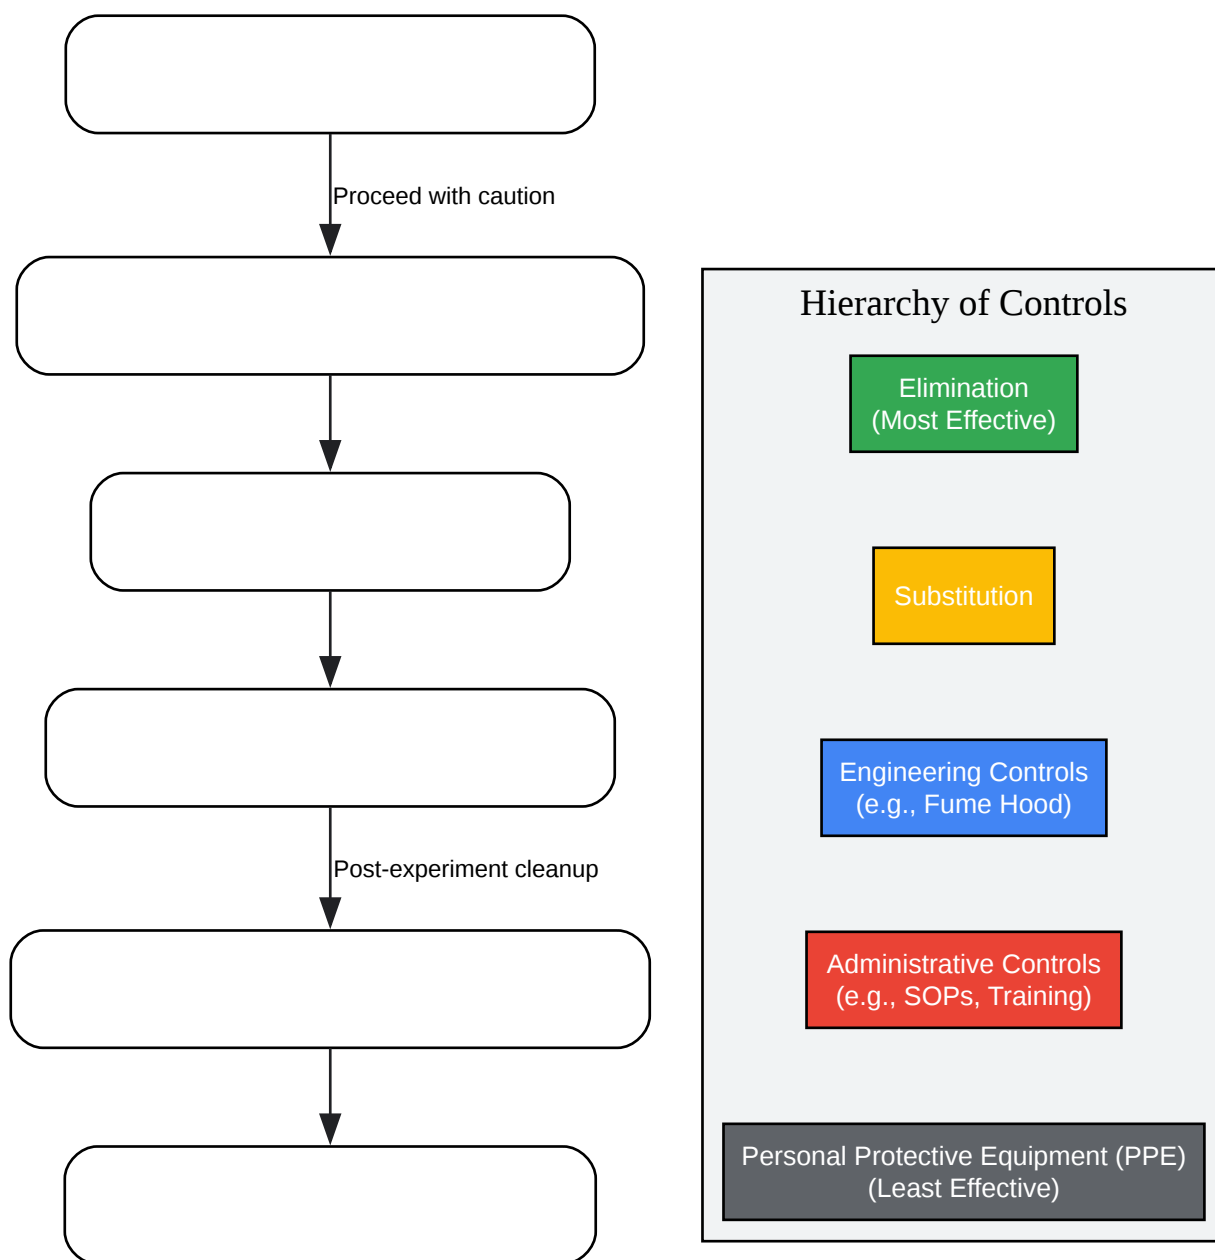 Proceed with caution
Post-experiment cleanup
Hierarchy of Controls
Elimination
(Most Effective)
Substitution
Engineering Controls
(e.g., Fume Hood)
Administrative Controls
(e.g., SOPs, Training)
Personal Protective Equipment (PPE)
(Least Effective)